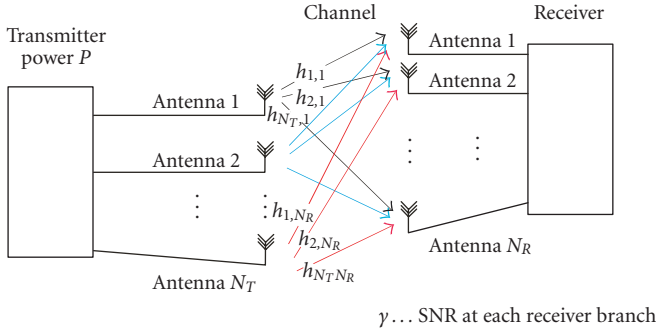 Transmitter
power P
Channel
Receiver
Antenna 1
Antenna 2
Antenna N_T
h_{1,1}
h_{2,1}
h_{N_T,1}
h_{1,N_R}
h_{2,N_R}
h_{N_T N_R}
Antenna 1
Antenna 2
Antenna N_R
γ... SNR at each receiver branch